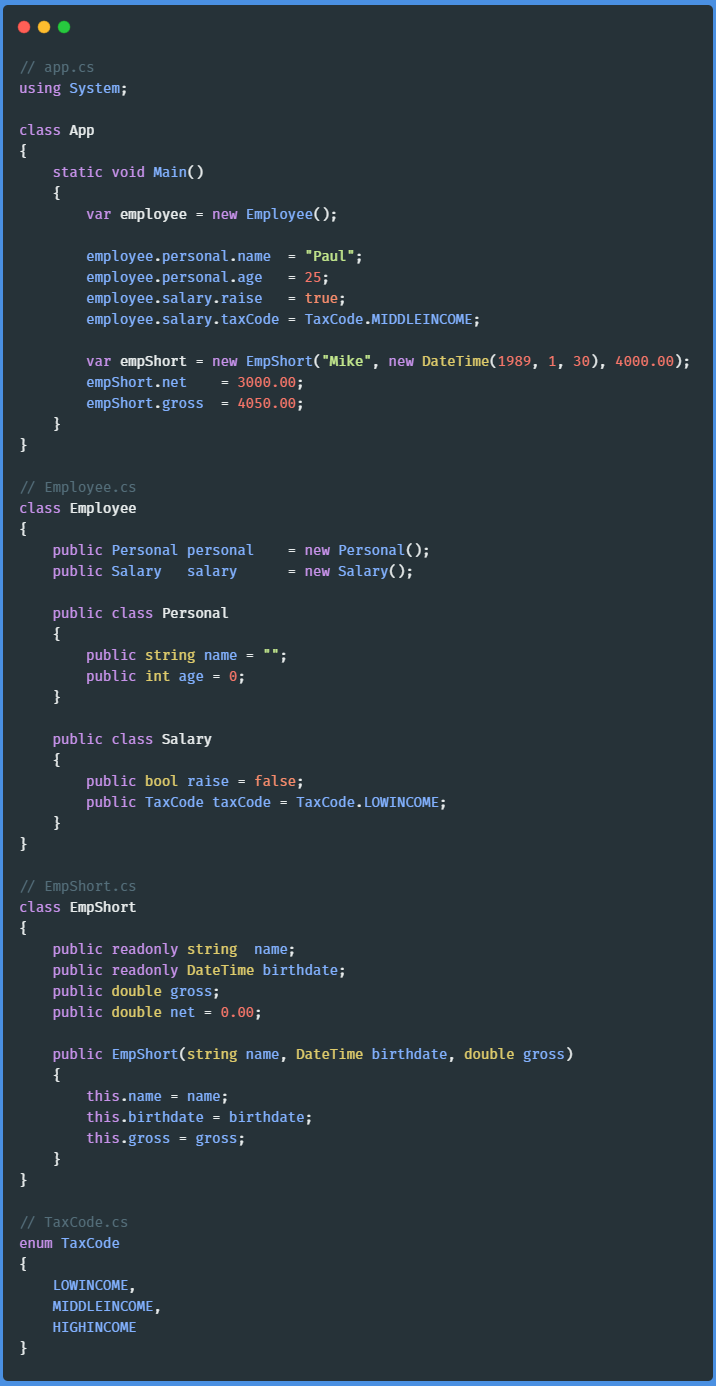 // app.cs
using System;

class App
{
    static void Main()
    {
        var employee = new Employee();

        employee.personal.name  = "Paul";
        employee.personal.age   = 25;
        employee.salary.raise   = true;
        employee.salary.taxCode = TaxCode.MIDDLEINCOME;

        var empShort = new EmpShort("Mike", new DateTime(1989, 1, 30), 4000.00);
        empShort.net    = 3000.00;
        empShort.gross  = 4050.00;
    }
}

// Employee.cs
class Employee
{
    public Personal personal    = new Personal();
    public Salary   salary      = new Salary();

    public class Personal
    {
        public string name = "";
        public int age = 0;
    }

    public class Salary
    {
        public bool raise = false;
        public TaxCode taxCode = TaxCode.LOWINCOME;
    }
}

// EmpShort.cs
class EmpShort
{
    public readonly string  name;
    public readonly DateTime birthdate;
    public double gross;
    public double net = 0.00;

    public EmpShort(string name, DateTime birthdate, double gross)
    {
        this.name = name;
        this.birthdate = birthdate;
        this.gross = gross;
    }
}

// TaxCode.cs
enum TaxCode
{
    LOWINCOME,
    MIDDLEINCOME,
    HIGHINCOME
}